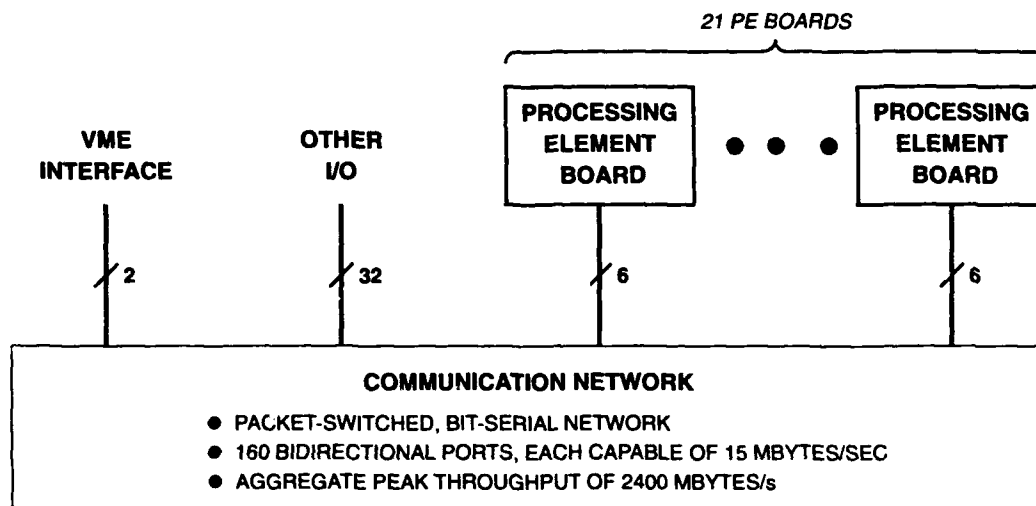 21 PE BOARDS
VME
INTERFACE
OTHER
I/O
PROCESSING
ELEMENT
BOARD
PROCESSING
ELEMENT
BOARD
2
32
6
6
COMMUNICATION NETWORK
● PACKET-SWITCHED, BIT-SERIAL NETWORK
● 160 BIDIRECTIONAL PORTS, EACH CAPABLE OF 15 MBYTES/SEC
● AGGREGATE PEAK THROUGHPUT OF 2400 MBYTES/s